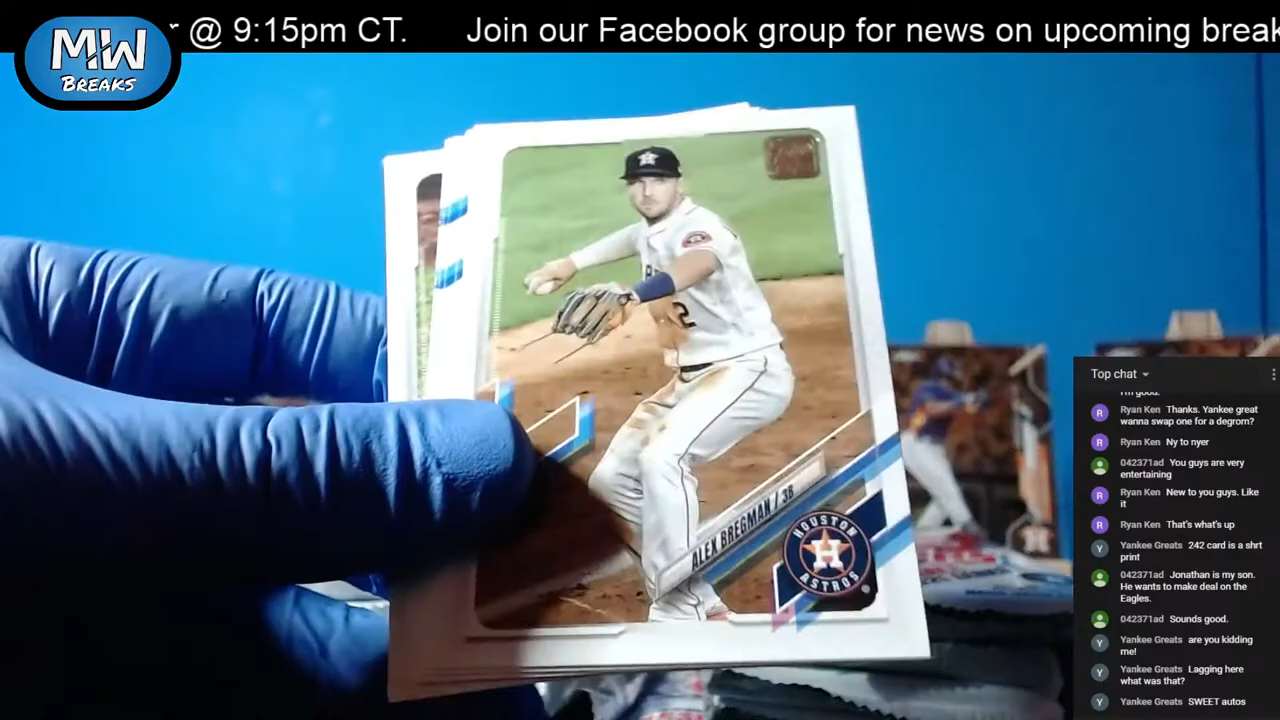 r @ 9:15pm CT. Join our Facebook group for news on upcoming break
MW
BREAKS
2
ALEX BREGMAN / 3B
HOUSTON
H
ASTROS
Top chat
I'm good.
Ryan Ken Thanks. Yankee great
wanna swap one for a degrom?
Ryan Ken Ny to nyer
042371ad You guys are very
entertaining
Ryan Ken New to you guys. Like
it
Ryan Ken That's what's up
Yankee Greats 242 card is a shrt
print
042371ad Jonathan is my son.
He wants to make deal on the
Eagles.
042371ad Sounds good.
Yankee Greats are you kidding
me!
Yankee Greats Lagging here
what was that?
Yankee Greats SWEET autos